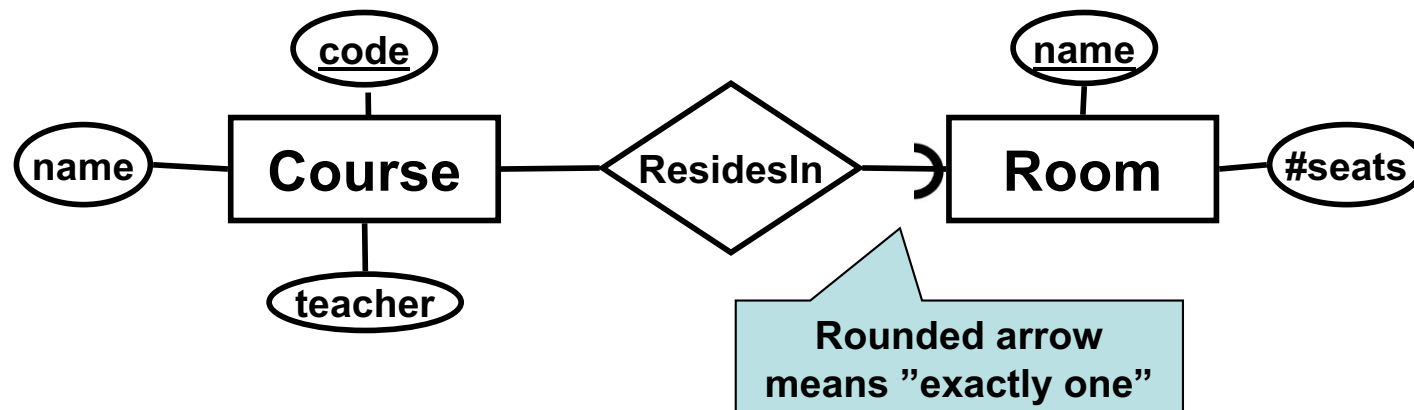 code
name
name
Course
ResidesIn
Room
#seats
teacher
Rounded arrow
means ”exactly one”